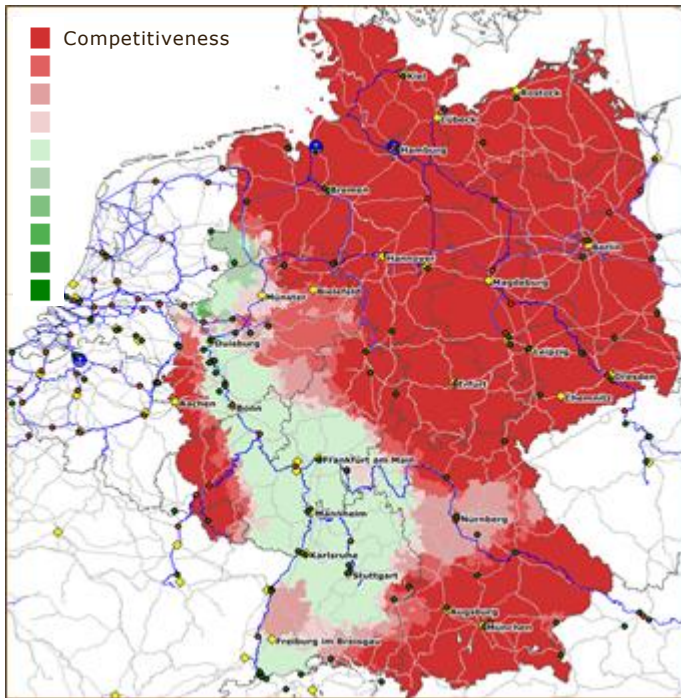 Competitiveness
Kiel
Rostock
Lübeck
Hamburg
Bremen
Berlin
Hannover
Magdeburg
Bielefeld
Münster
Duisburg
Leipzig
Dresden
Erfurt
Chemnitz
Aachen
Bonn
Frankfurt am Main
Mannheim
Nürnberg
Karlsruhe
Stuttgart
Augsburg
München
Freiburg im Breisgau